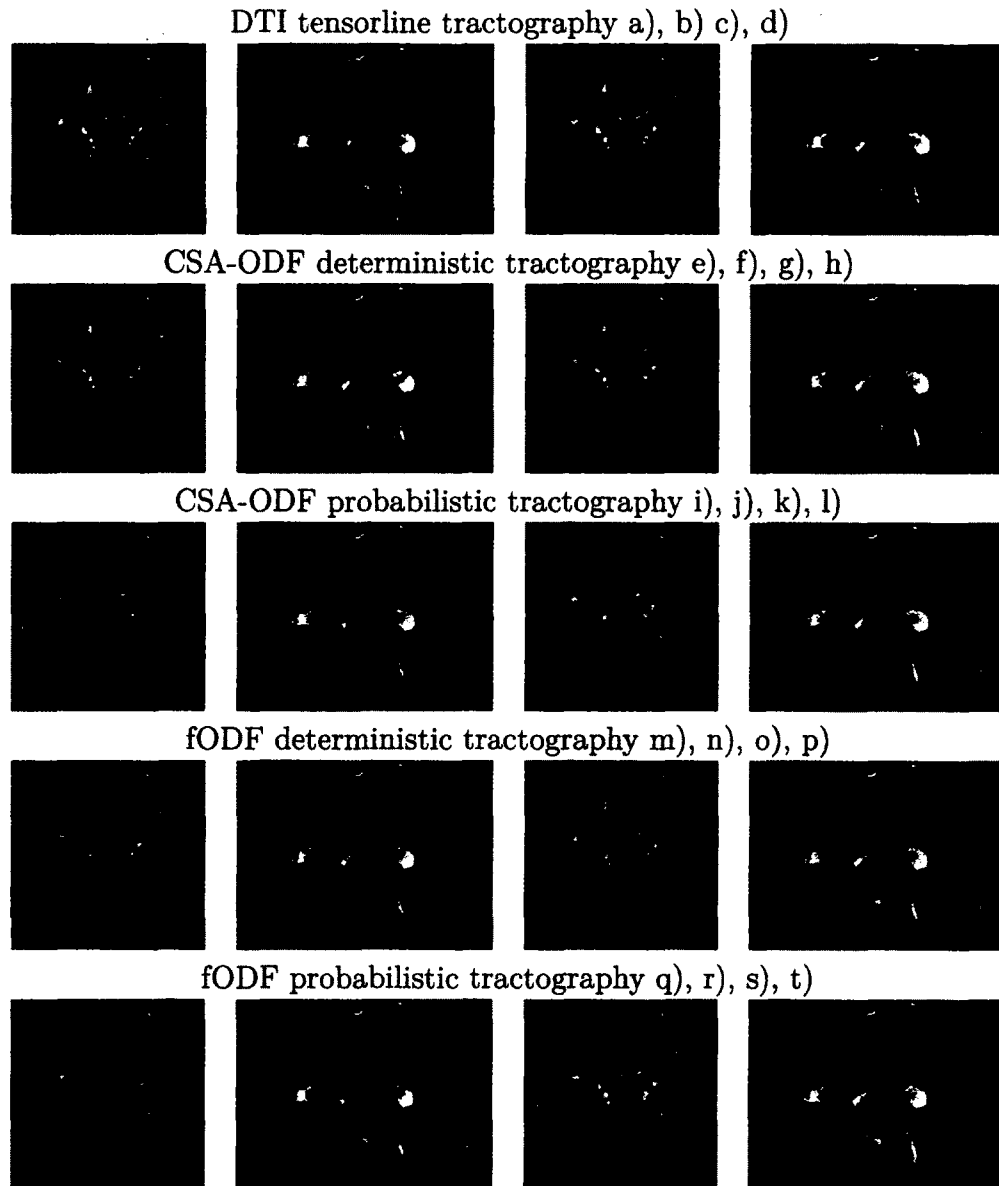 DTI tensorline tractography a), b) c), d)
CSA-ODF deterministic tractography e), f), g), h)
CSA-ODF probabilistic tractography i), j), k), l)
fODF deterministic tractography m), n), o), p)
fODF probabilistic tractography q), r), s), t)